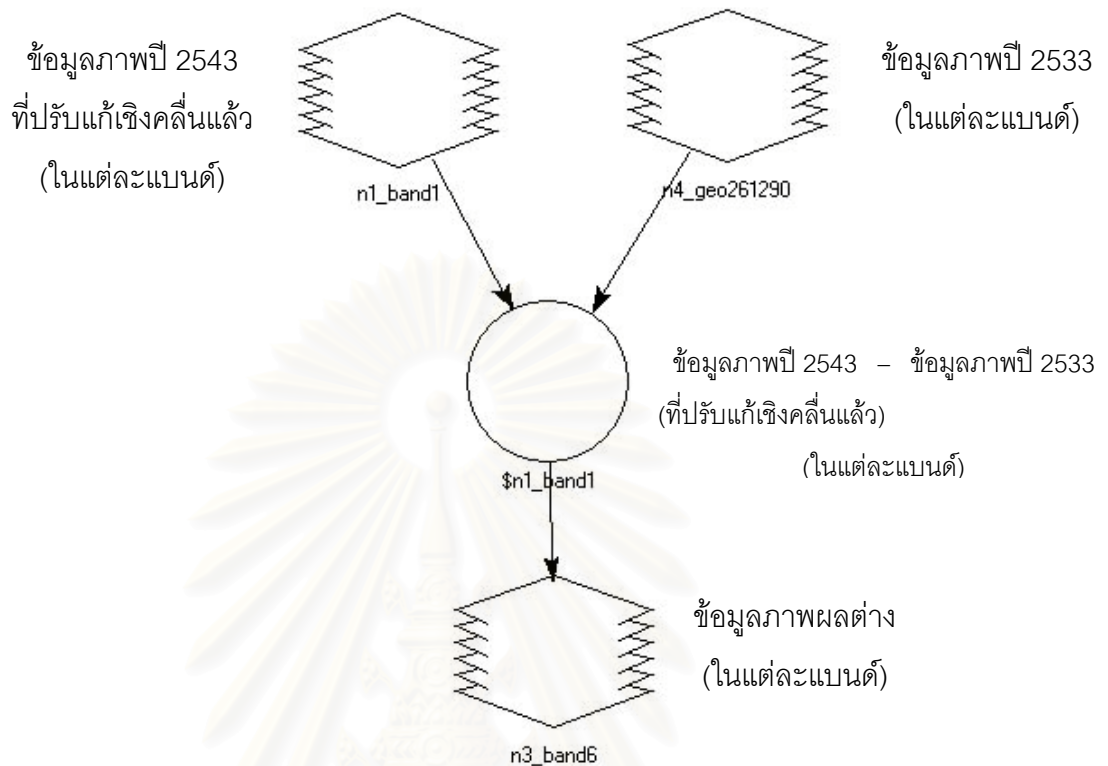 ข้อมูลภาพปี 2543
ที่ปรับแก้เชิงคลื่นแล้ว
(ในแต่ละแบนด์)
n1_band1
ข้อมูลภาพปี 2533
(ในแต่ละแบนด์)
n4_geo261290
ข้อมูลภาพปี 2543 – ข้อมูลภาพปี 2533
(ที่ปรับแก้เชิงคลื่นแล้ว)
(ในแต่ละแบนด์)
$n1_band1
ข้อมูลภาพผลต่าง
(ในแต่ละแบนด์)
n3_band6